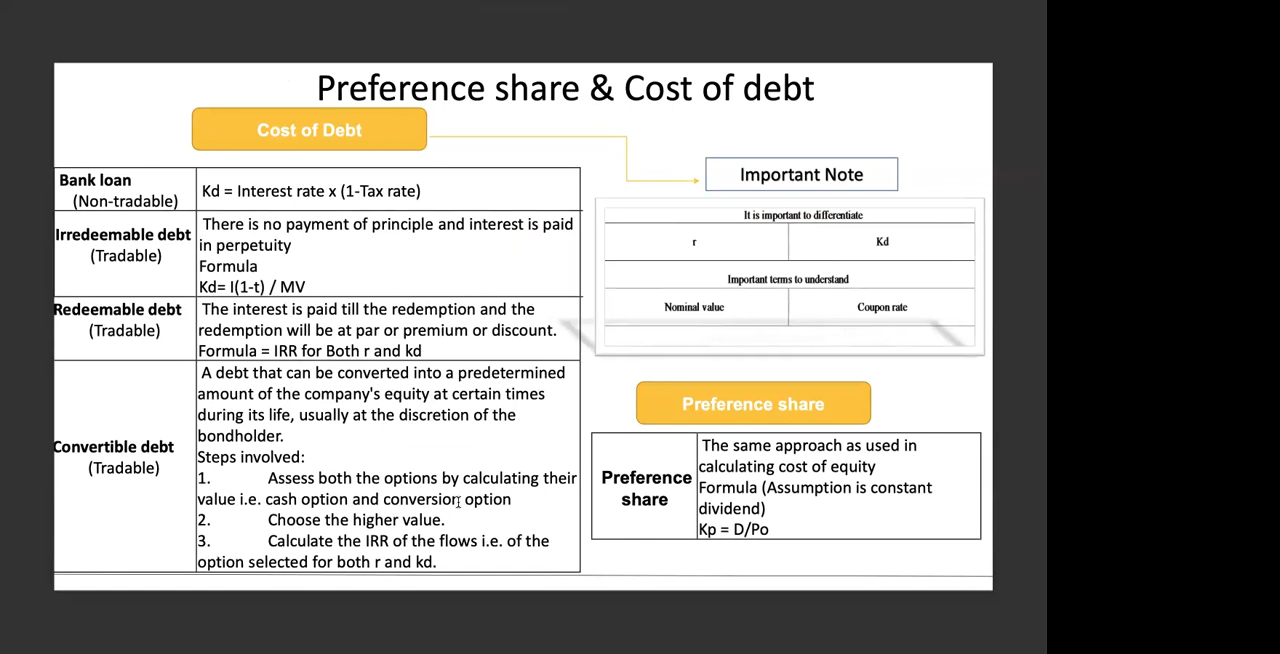 Preference share & Cost of debt
Cost of Debt
Bank loan
(Non-tradable)
Kd = Interest rate x (1-Tax rate)
Irredeemable debt
(Tradable)
There is no payment of principle and interest is paid
in perpetuity
Formula
Kd= I(1-t) / MV
Redeemable debt
(Tradable)
The interest is paid till the redemption and the
redemption will be at par or premium or discount.
Formula = IRR for Both r and kd
Convertible debt
(Tradable)
A debt that can be converted into a predetermined
amount of the company's equity at certain times
during its life, usually at the discretion of the
bondholder.
Steps involved:
1. Assess both the options by calculating their
value i.e. cash option and conversion option
2. Choose the higher value.
3. Calculate the IRR of the flows i.e. of the
option selected for both r and kd.
Important Note
It is important to differentiate
r Kd
Important terms to understand
Nominal value Coupon rate
Preference share
Preference
share
The same approach as used in
calculating cost of equity
Formula (Assumption is constant
dividend)
Kp = D/Po